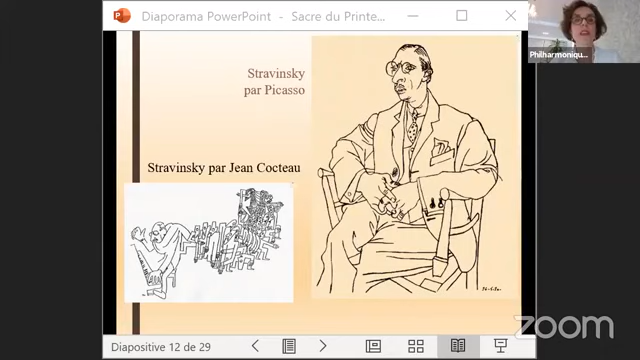 Diaporama PowerPoint - Sacre du Printe...
Philharmoniqu...
Stravinsky
par Picasso
Stravinsky par Jean Cocteau
Diapositive 12 de 29
zoom